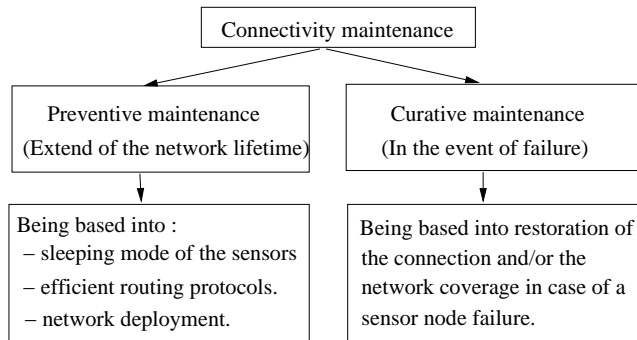 Connectivity maintenance
Preventive maintenance
(Extend of the network lifetime)
Curative maintenance
(In the event of failure)
Being based into :
– sleeping mode of the sensors
– efficient routing protocols.
– network deployment.
Being based into restoration of
the connection and/or the
network coverage in case of a
sensor node failure.